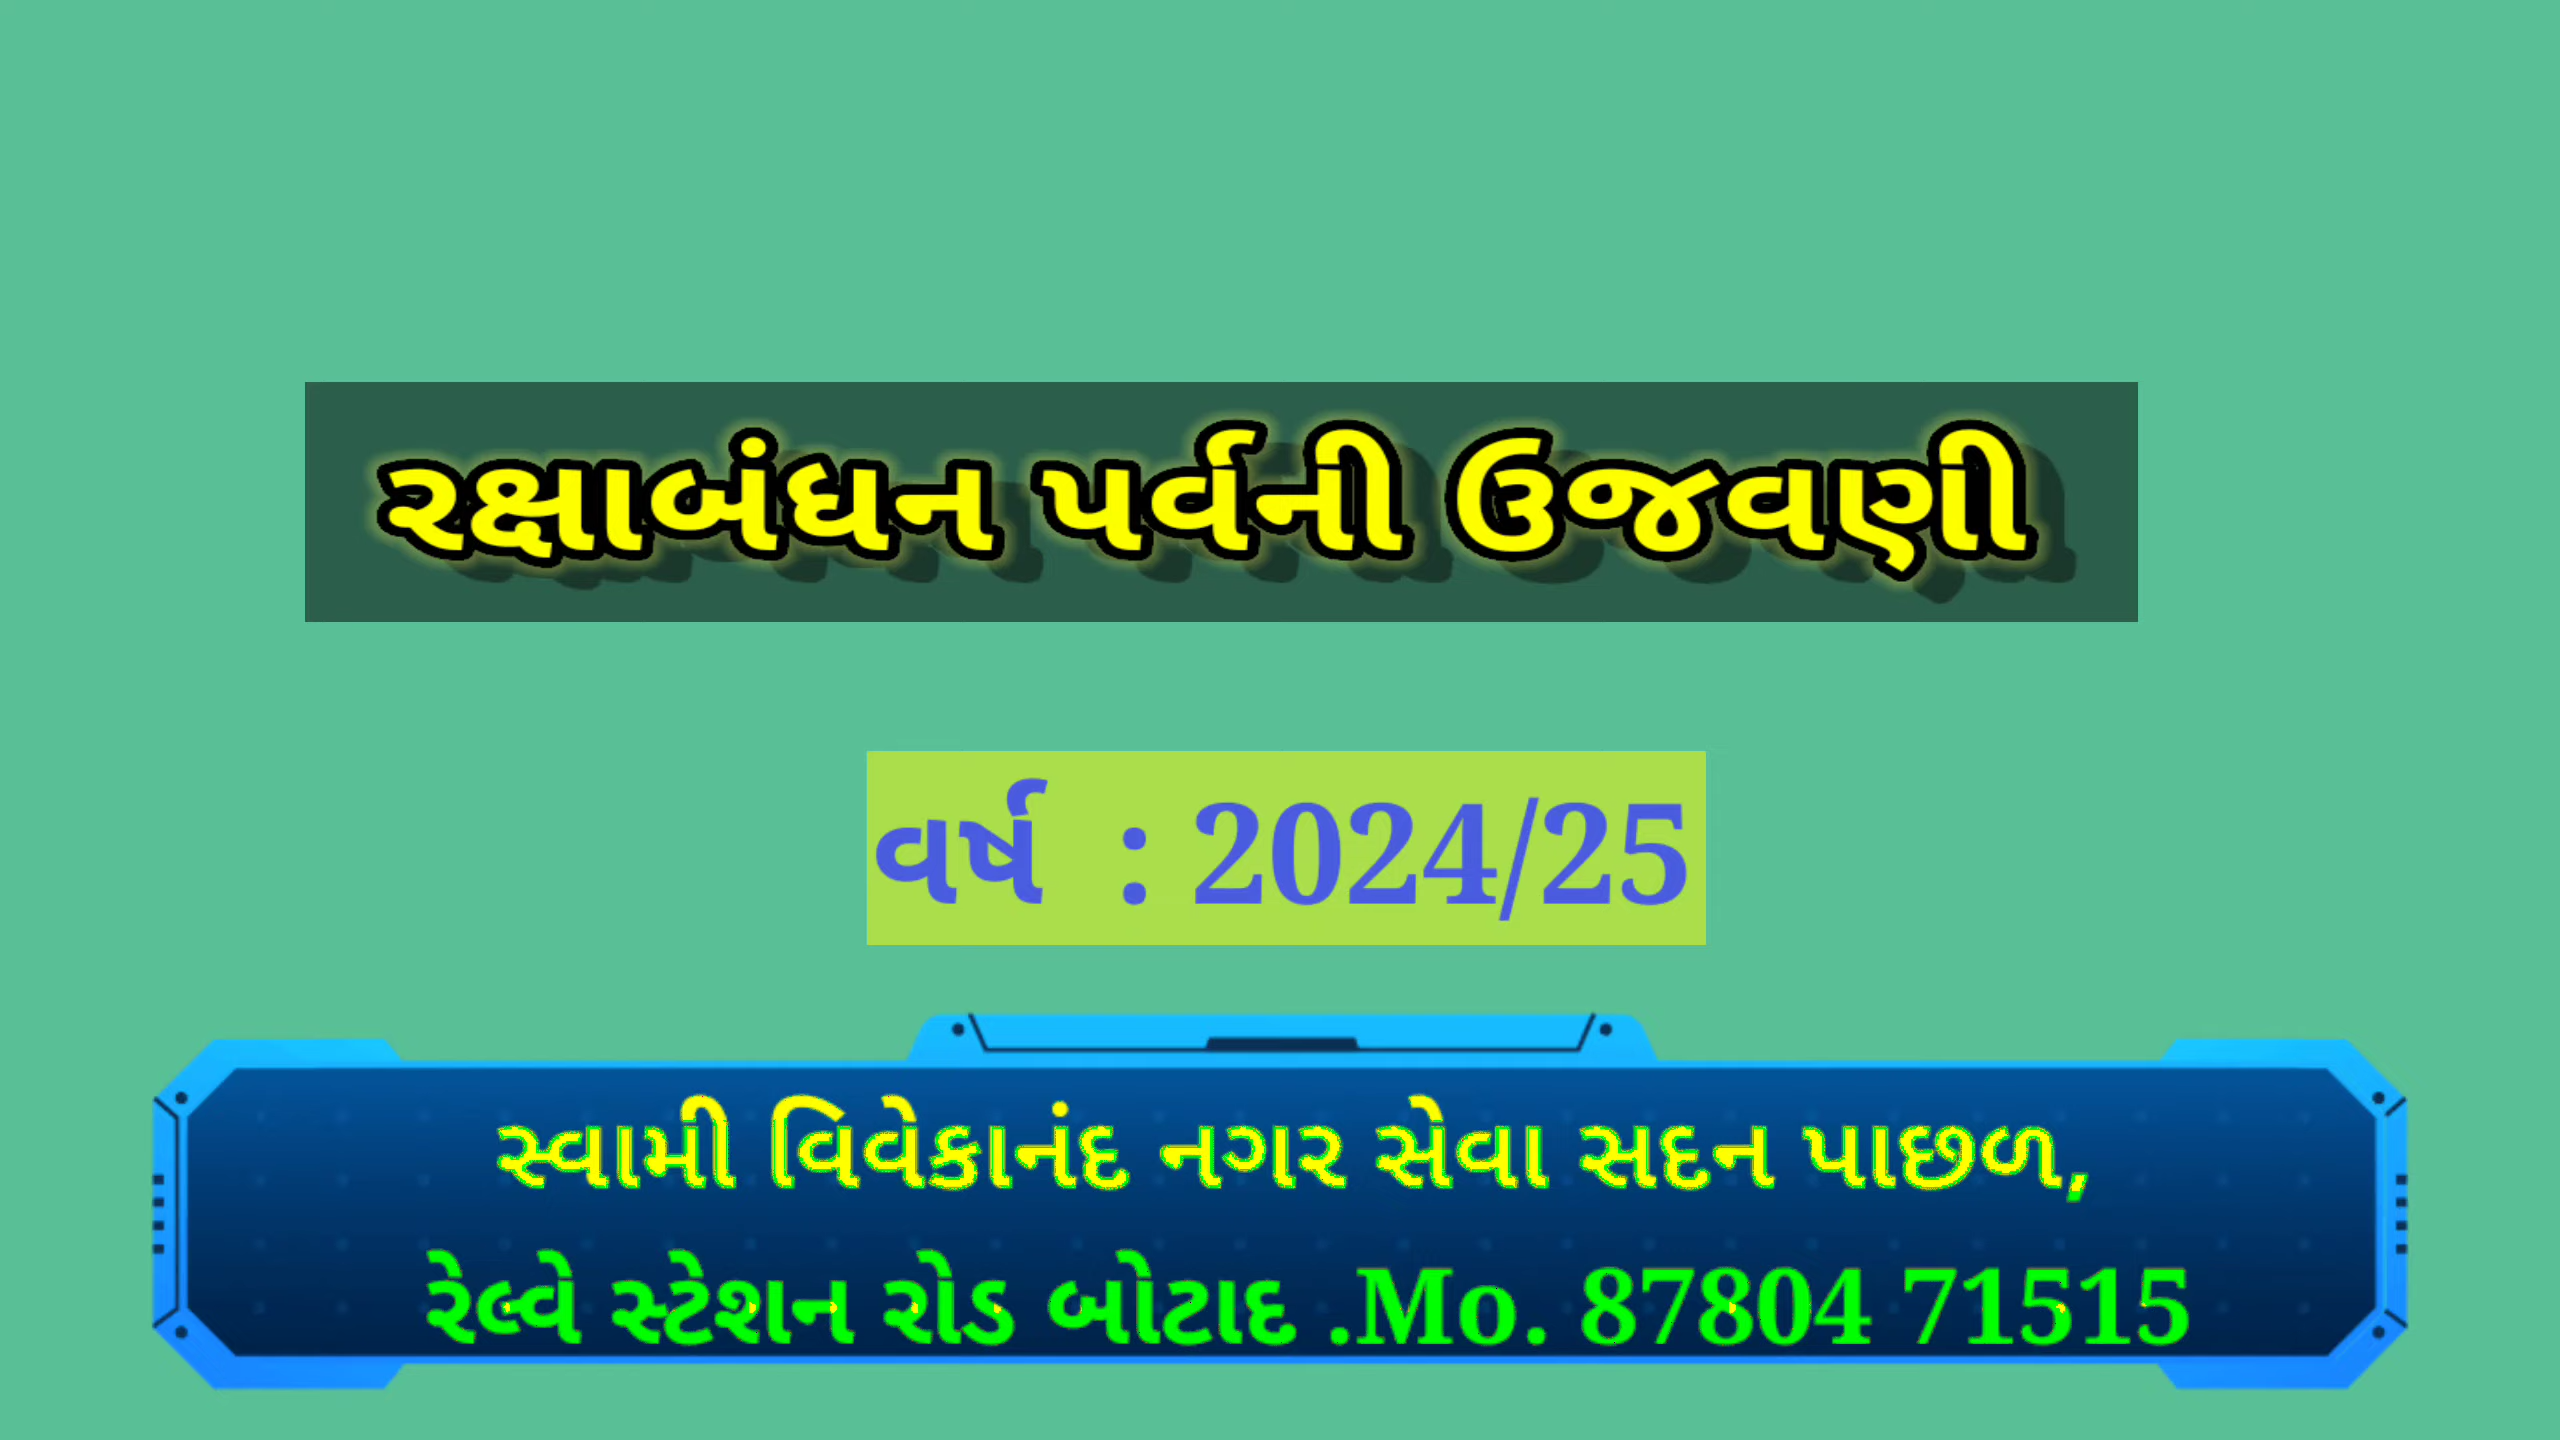 રક્ષાબંધન પર્વની ઉજવણી
વર્ષ : 2024/25
સ્વામી વિવેકાનંદ નગર સેવા સદન પાછળ,
રેલ્વે સ્ટેશન રોડ બોટાદ .Mo. 87804 71515